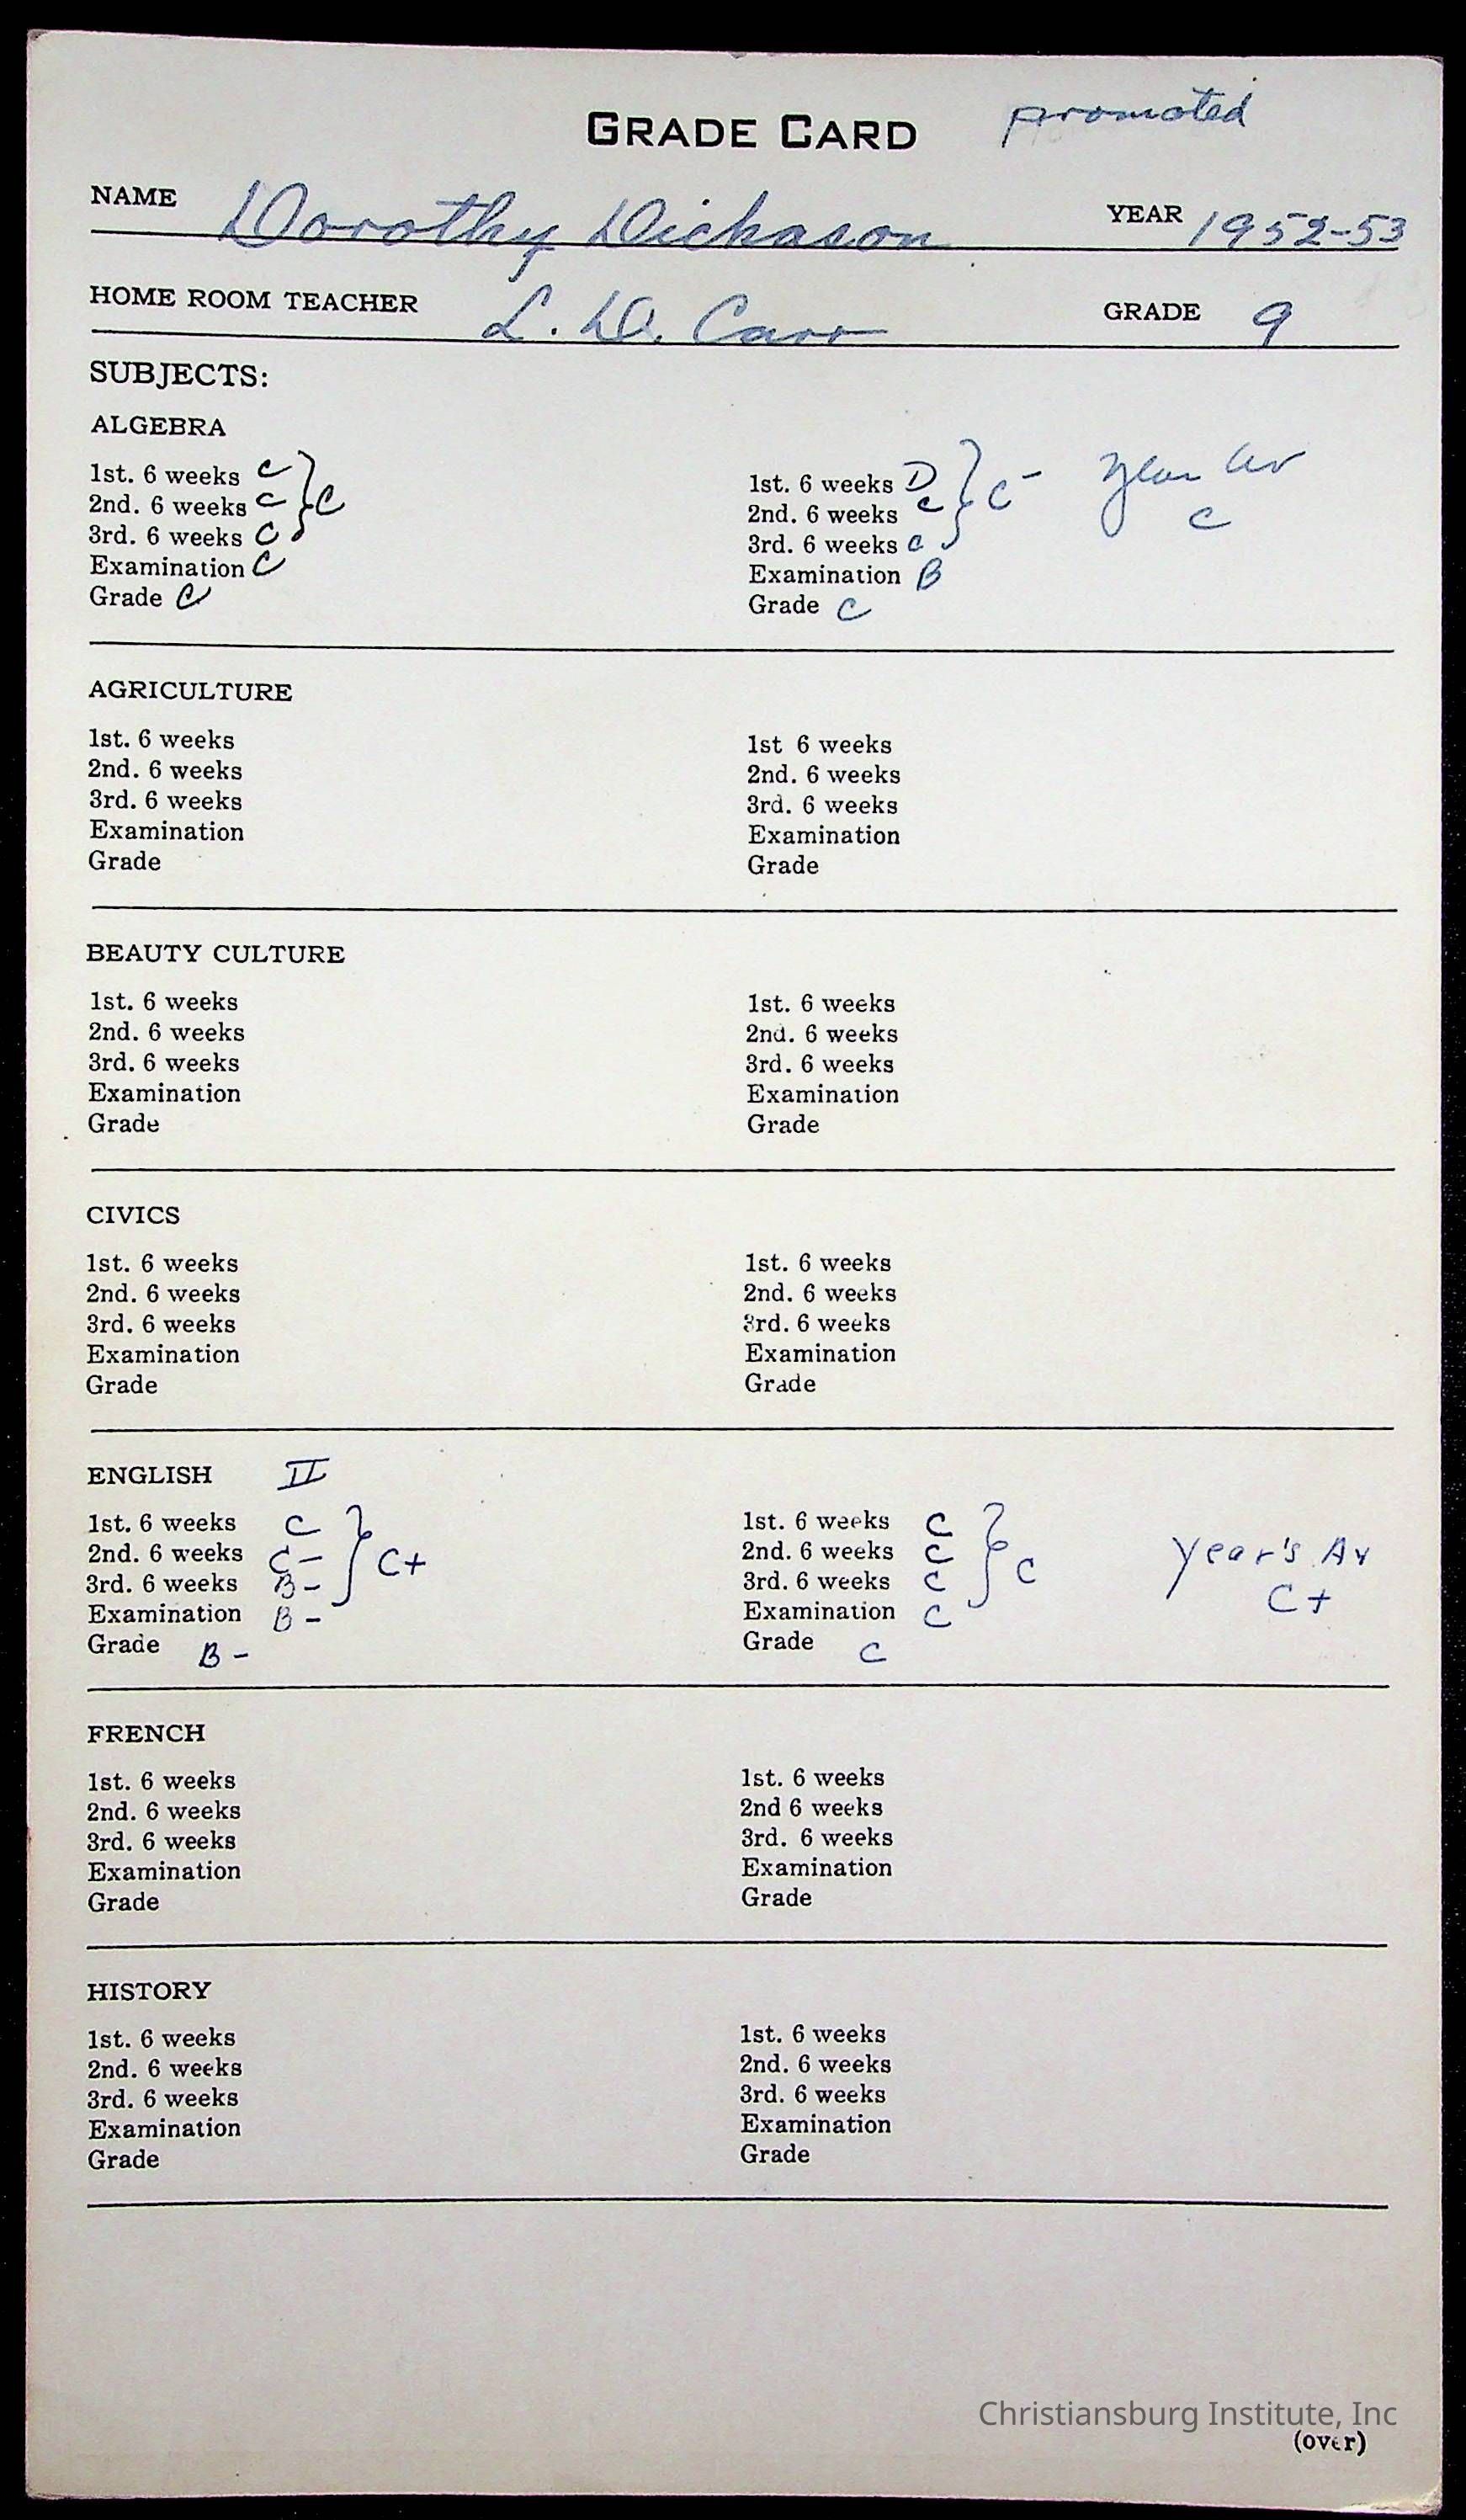 GRADE CARD promoted
NAME Dorothy Dickason YEAR 1952-53
HOME ROOM TEACHER L. D. Carr GRADE 9
SUBJECTS:
ALGEBRA
1st. 6 weeks C 1st. 6 weeks D Year Av
2nd. 6 weeks C } C 2nd. 6 weeks C } C- C
3rd. 6 weeks C 3rd. 6 weeks C
Examination C Examination B
Grade C Grade C
AGRICULTURE
1st. 6 weeks 1st 6 weeks
2nd. 6 weeks 2nd. 6 weeks
3rd. 6 weeks 3rd. 6 weeks
Examination Examination
Grade Grade
BEAUTY CULTURE
1st. 6 weeks 1st. 6 weeks
2nd. 6 weeks 2nd. 6 weeks
3rd. 6 weeks 3rd. 6 weeks
Examination Examination
Grade Grade
CIVICS
1st. 6 weeks 1st. 6 weeks
2nd. 6 weeks 2nd. 6 weeks
3rd. 6 weeks 3rd. 6 weeks
Examination Examination
Grade Grade
ENGLISH II
1st. 6 weeks C 1st. 6 weeks C
2nd. 6 weeks C- } C+ 2nd. 6 weeks C } C Year's Av
3rd. 6 weeks B- 3rd. 6 weeks C C+
Examination B- Examination C
Grade B- Grade C
FRENCH
1st. 6 weeks 1st. 6 weeks
2nd. 6 weeks 2nd 6 weeks
3rd. 6 weeks 3rd. 6 weeks
Examination Examination
Grade Grade
HISTORY
1st. 6 weeks 1st. 6 weeks
2nd. 6 weeks 2nd. 6 weeks
3rd. 6 weeks 3rd. 6 weeks
Examination Examination
Grade Grade
Christiansburg Institute, Inc
(over)